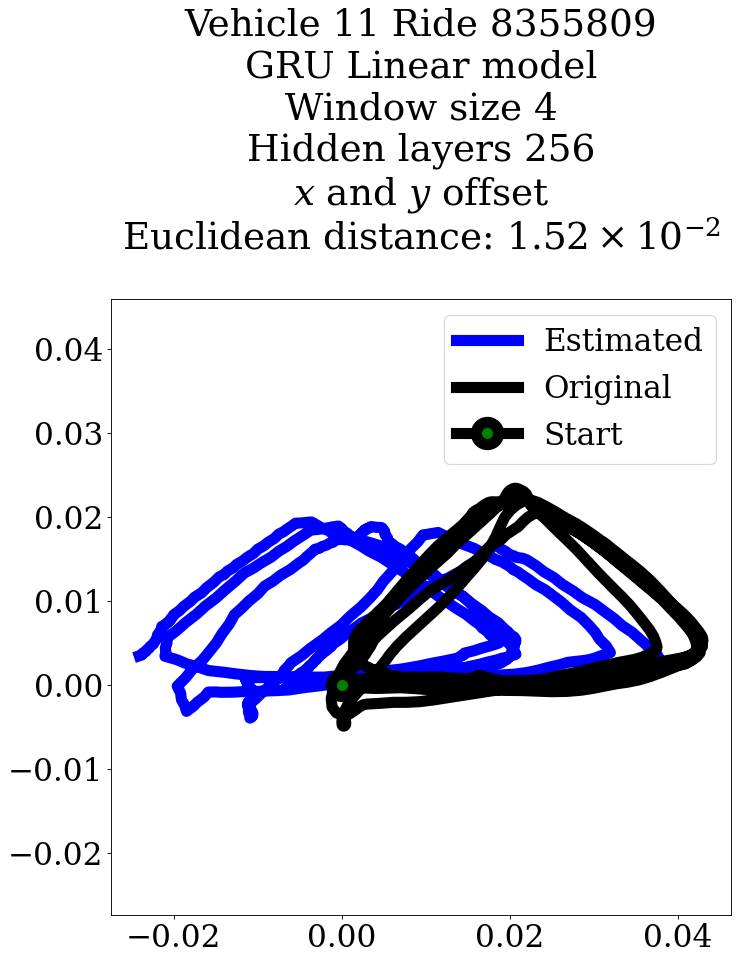 Vehicle 11 Ride 8355809
GRU Linear model
Window size 4
Hidden layers 256
x and y offset
Euclidean distance: 1.52 × 10⁻²
Estimated
Original
Start
0.04
0.03
0.02
0.01
0.00
−0.01
−0.02
−0.02 0.00 0.02 0.04